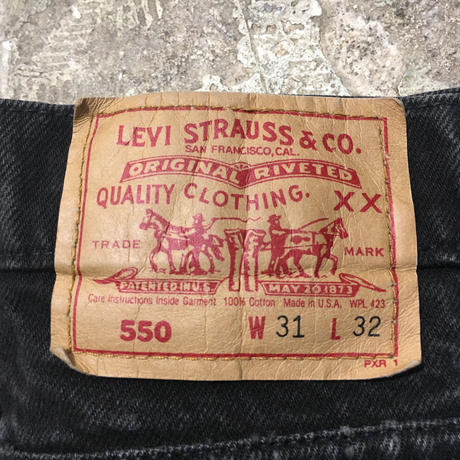 LEVI STRAUSS & CO.
SAN FRANCISCO, CAL.
ORIGINAL RIVETED
QUALITY CLOTHING. XX
TRADE MARK
PATENTED IN U.S. MAY 20 1873
Care Instructions Inside Garment 100% Cotton Made in U.S.A. WPL 423
550 W 31 L 32
PXR 1